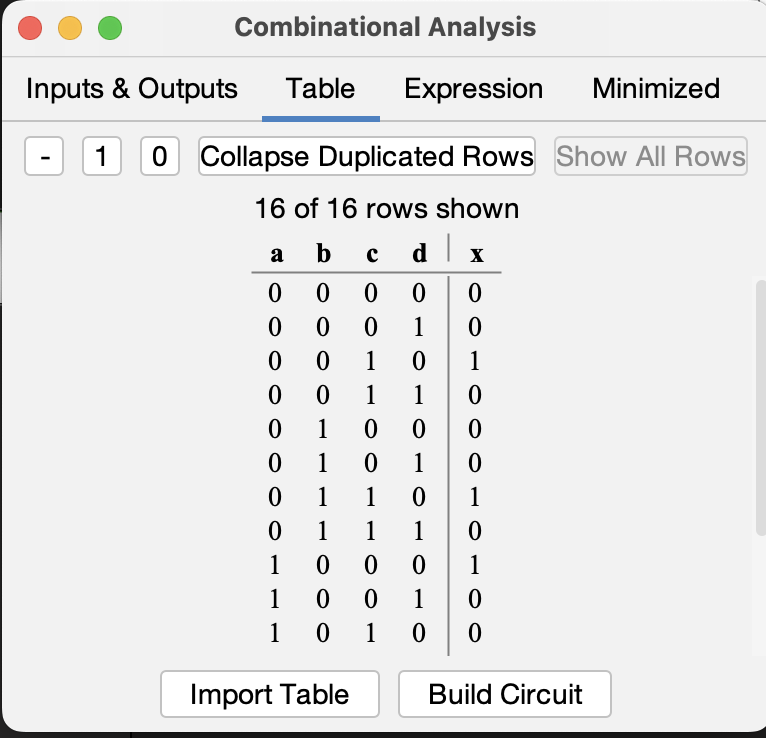 Combinational Analysis
Inputs & Outputs Table Expression Minimized
- 1 0 Collapse Duplicated Rows Show All Rows
16 of 16 rows shown
a b c d x
0 0 0 0 0
0 0 0 1 0
0 0 1 0 1
0 0 1 1 0
0 1 0 0 0
0 1 0 1 0
0 1 1 0 1
0 1 1 1 0
1 0 0 0 1
1 0 0 1 0
1 0 1 0 0
Import Table Build Circuit